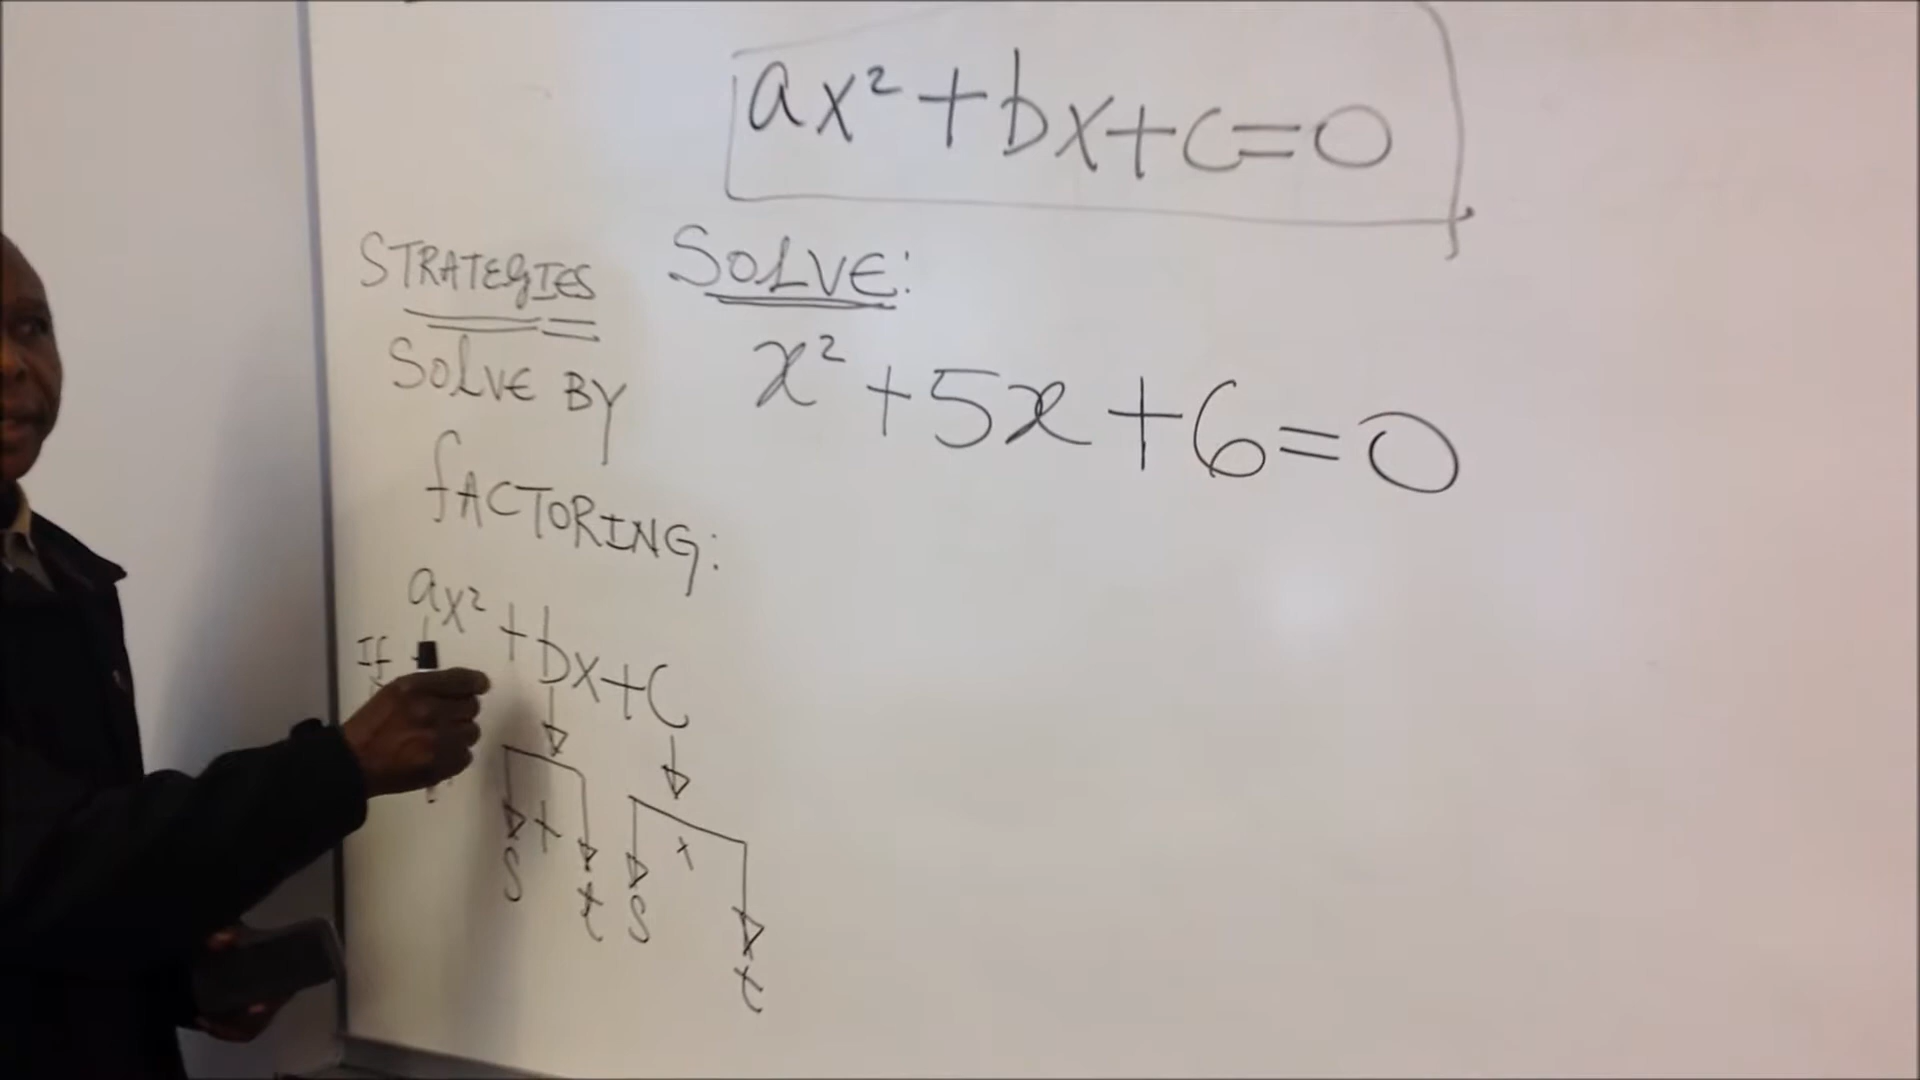 ax² + bx + c = 0
STRATEGIES
SOLVE BY
fACTORING:
ax² + bx + c
If
s + t
s x t
SOLVE:
x² + 5x + 6 = 0